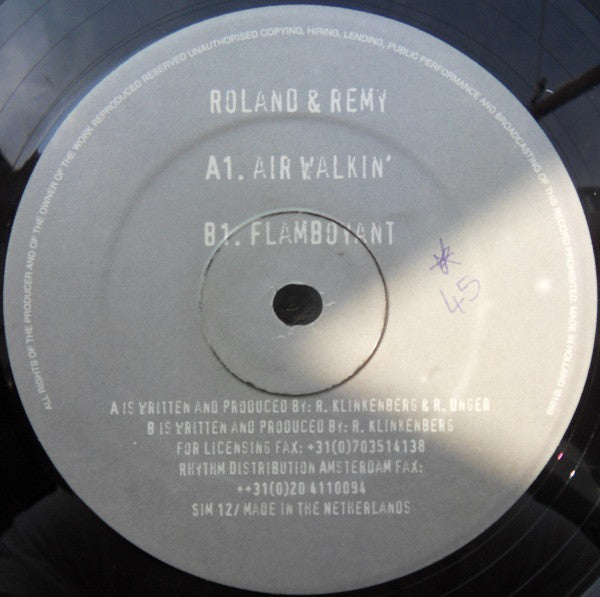 ALL RIGHTS OF THE PRODUCER AND OF THE OWNER OF THE WORK REPRODUCED RESERVED UNAUTHORISED COPYING, HIRING, LENDING, PUBLIC PERFORMANCE AND BROADCASTING OF THIS RECORD PROHIBITED. MADE IN HOLLAND
ROLAND & REMY
A1. AIR WALKIN'
B1. FLAMBOYANT
45
A IS WRITTEN AND PRODUCED BY: R. KLINKENBERG & R. UNGER
B IS WRITTEN AND PRODUCED BY: R. KLINKENBERG
FOR LICENSING FAX: +31(0)703514138
RHYTHM DISTRIBUTION AMSTERDAM FAX:
++31(0)20 4110094
SIM 12/ MADE IN THE NETHERLANDS